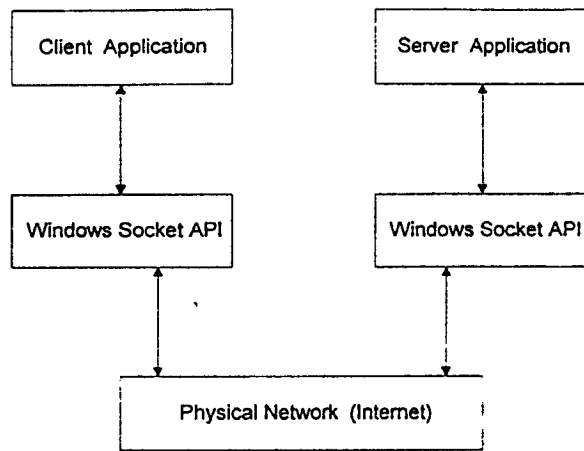 Client Application
Server Application
Windows Socket API
Windows Socket API
Physical Network (Internet)